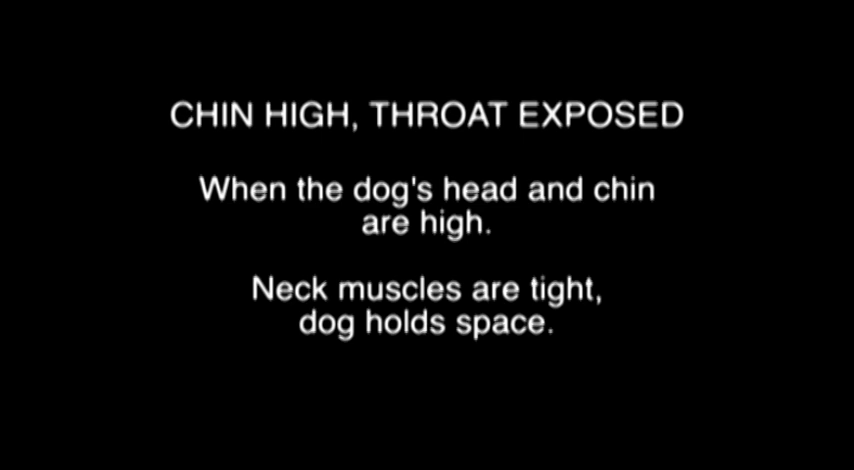 CHIN HIGH, THROAT EXPOSED
When the dog's head and chin
are high.
Neck muscles are tight,
dog holds space.